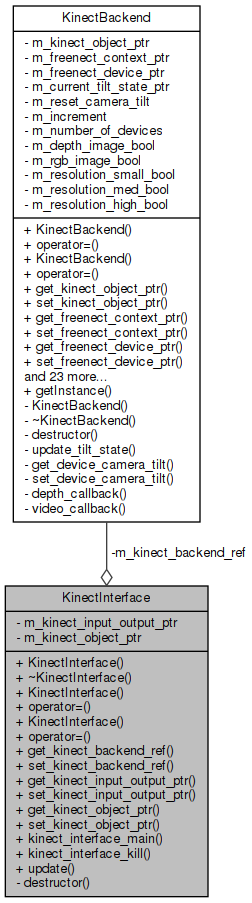 KinectBackend
- m_kinect_object_ptr
- m_freenect_context_ptr
- m_freenect_device_ptr
- m_current_tilt_state_ptr
- m_reset_camera_tilt
- m_increment
- m_number_of_devices
- m_depth_image_bool
- m_rgb_image_bool
- m_resolution_small_bool
- m_resolution_med_bool
- m_resolution_high_bool
+ KinectBackend()
+ operator=()
+ KinectBackend()
+ operator=()
+ get_kinect_object_ptr()
+ set_kinect_object_ptr()
+ get_freenect_context_ptr()
+ set_freenect_context_ptr()
+ get_freenect_device_ptr()
+ set_freenect_device_ptr()
and 23 more...
+ getInstance()
- KinectBackend()
- ~KinectBackend()
- destructor()
- update_tilt_state()
- get_device_camera_tilt()
- set_device_camera_tilt()
- depth_callback()
- video_callback()
-m_kinect_backend_ref
KinectInterface
- m_kinect_input_output_ptr
- m_kinect_object_ptr
+ KinectInterface()
+ ~KinectInterface()
+ KinectInterface()
+ operator=()
+ KinectInterface()
+ operator=()
+ get_kinect_backend_ref()
+ set_kinect_backend_ref()
+ get_kinect_input_output_ptr()
+ set_kinect_input_output_ptr()
+ get_kinect_object_ptr()
+ set_kinect_object_ptr()
+ kinect_interface_main()
+ kinect_interface_kill()
+ update()
- destructor()